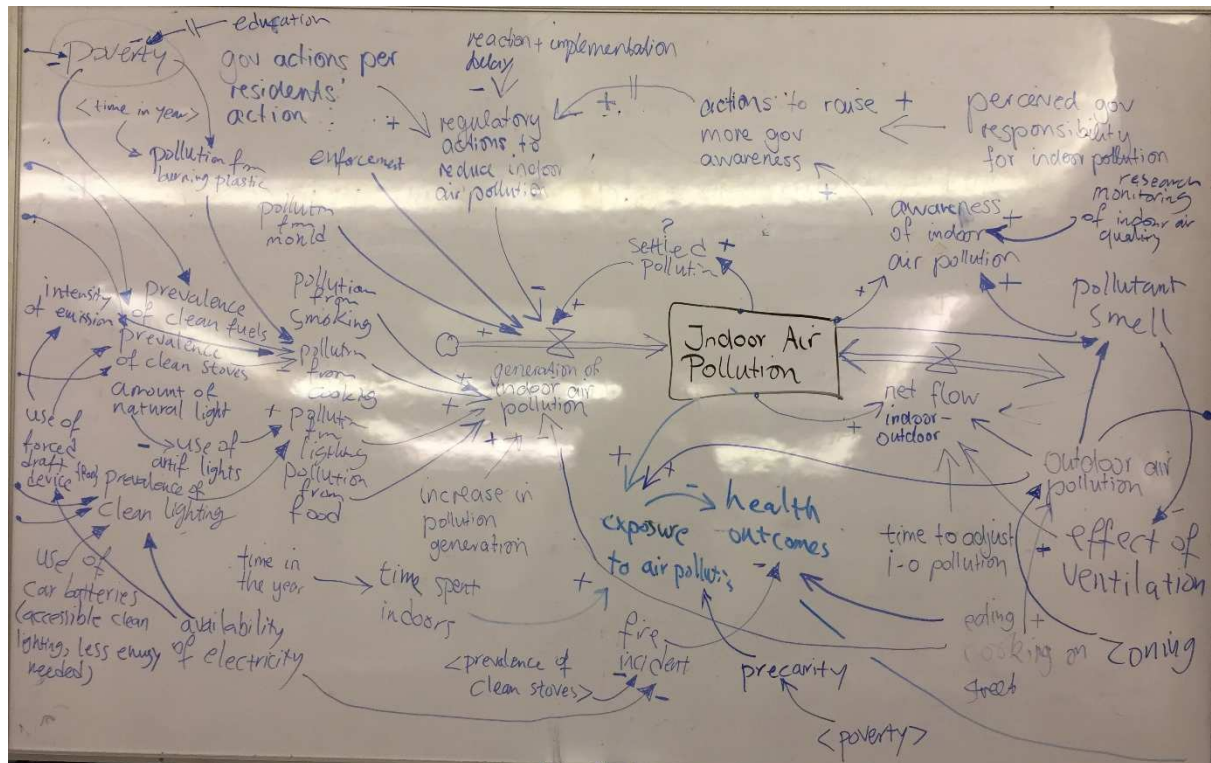 education
poverty
gov actions per
residents'
action
reaction + implementation
delay
<time in year>
pollution from
burning plastic
enforcement
regulatory
actions to
reduce indoor
air pollution
actions to raise
more gov
awareness
perceived gov
responsibility
for indoor pollution
research
monitoring
of indoor air
quality
awareness
of indoor
air pollution
pollutant
smell
pollutn
fm
mould
?
settled
pollutn
intensity
of emission
prevalence
of clean fuels
prevalence
of clean stoves
pollution
from
smoking
pollutn
from
cooking
generation of
indoor air
pollution
Indoor Air
Pollution
net flow
indoor-
outdoor
amount of
natural light
use of
artif lights
pollutn
fm
lighting
use of
forced
draft
device
prevalence of
clean lighting
pollution
from
food
increase in
pollution
generation
exposure
to air pollutn
health
outcomes
outdoor air
pollution
time to adjust
i-o pollution
effect of
ventilation
use of
car batteries
(accessible clean
lighting, less energy
needed)
availability
of electricity
time in
the year
time spent
indoors
<prevalence of
clean stoves>
fire
incident
precarity
<poverty>
eating
cooking on
street
zoning